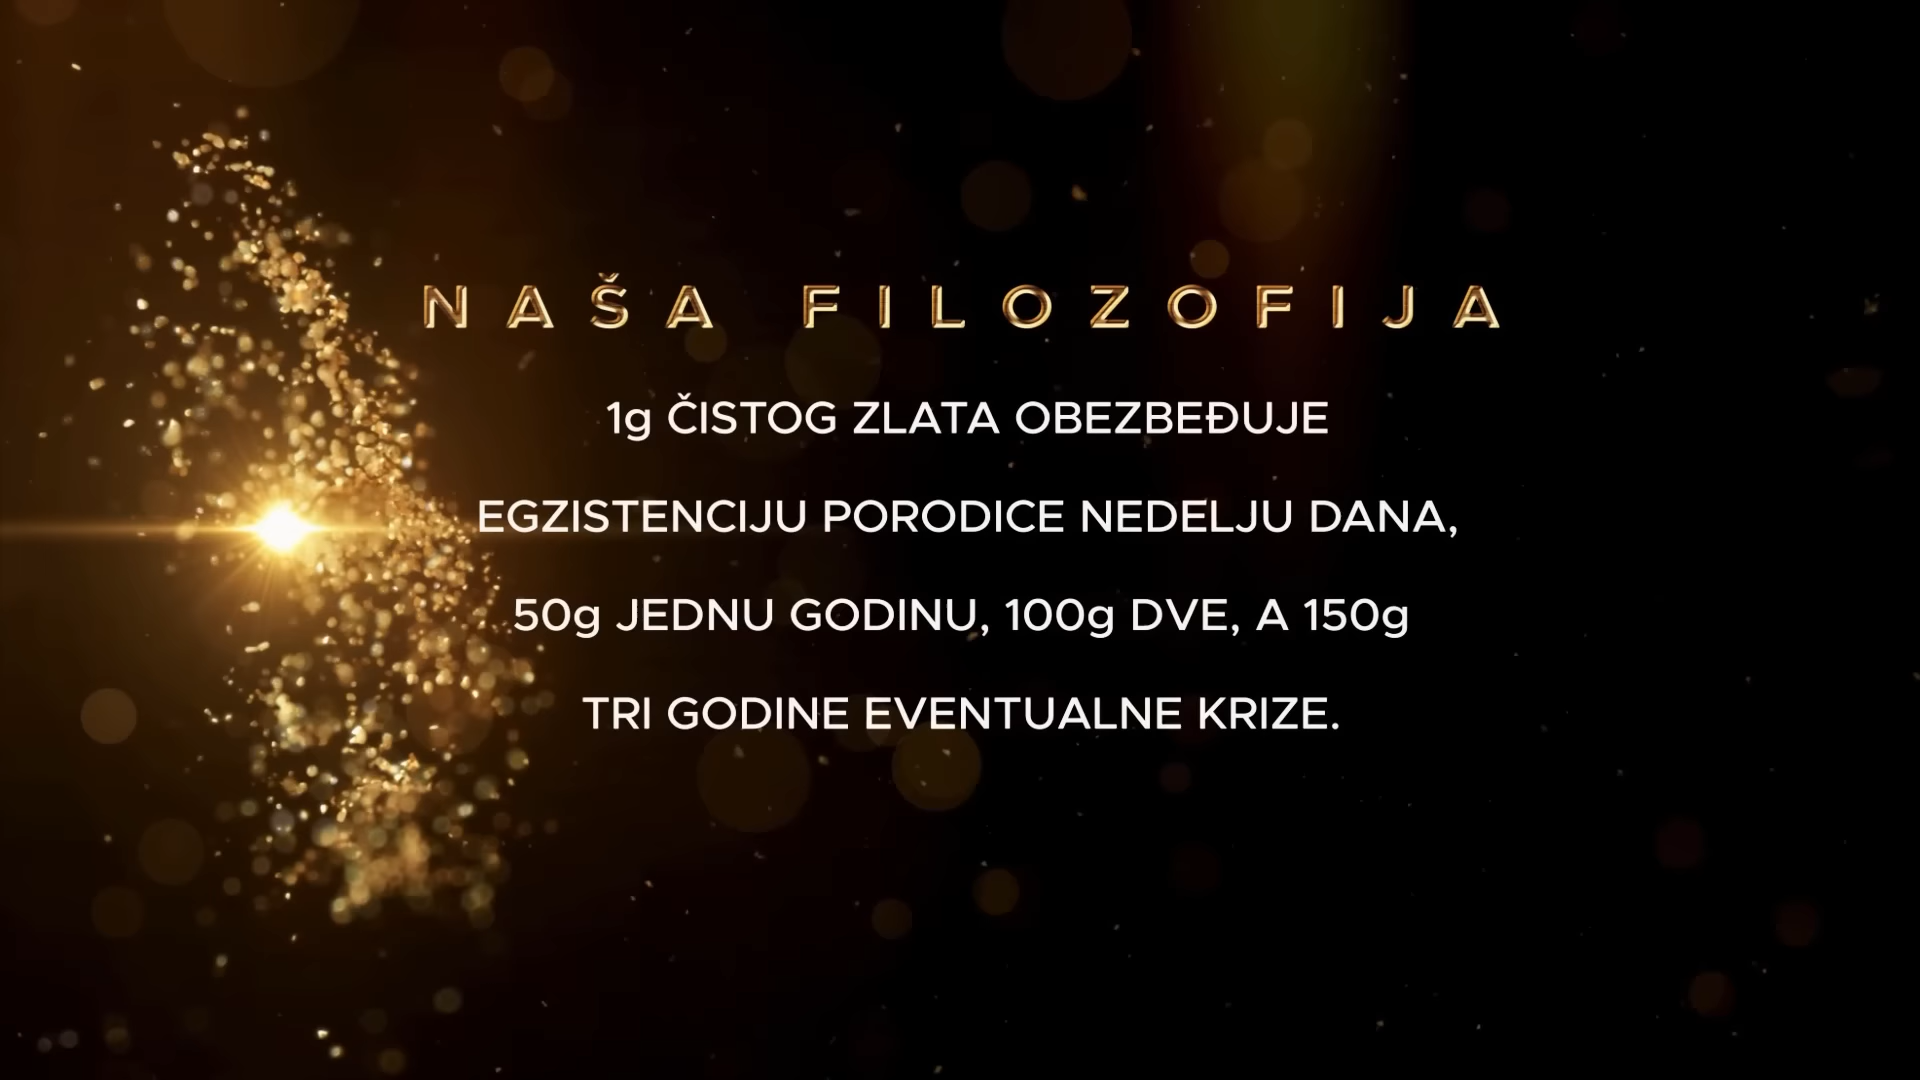 NAŠA FILOZOFIJA
1g ČISTOG ZLATA OBEZBEĐUJE
EGZISTENCIJU PORODICE NEDELJU DANA,
50g JEDNU GODINU, 100g DVE, A 150g
TRI GODINE EVENTUALNE KRIZE.